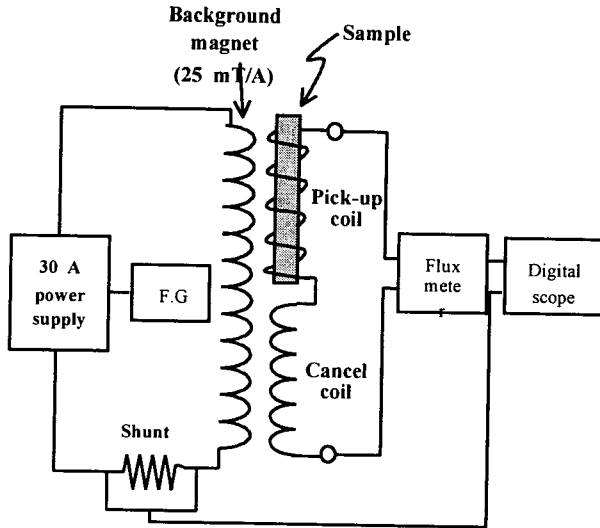 Background
magnet
(25 mT/A)
Sample
Pick-up
coil
30 A
power
supply
F.G
Flux
mete
r
Digital
scope
Cancel
coil
Shunt